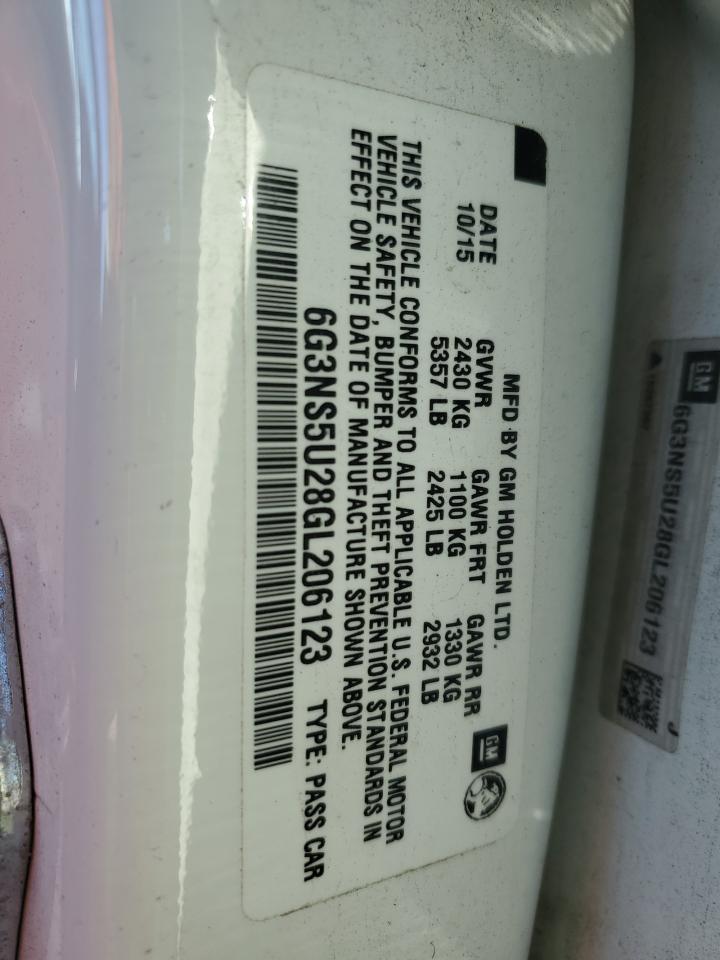 MFD BY GM HOLDEN LTD.
DATE GVWR GAWR FRT GAWR RR
10/15 2430 KG 1100 KG 1330 KG
5357 LB 2425 LB 2932 LB
GM
THIS VEHICLE CONFORMS TO ALL APPLICABLE U.S. FEDERAL MOTOR
VEHICLE SAFETY, BUMPER AND THEFT PREVENTION STANDARDS IN
EFFECT ON THE DATE OF MANUFACTURE SHOWN ABOVE.
6G3NS5U28GL206123 TYPE: PASS CAR
GM
6G3NS5U28GL206123
J